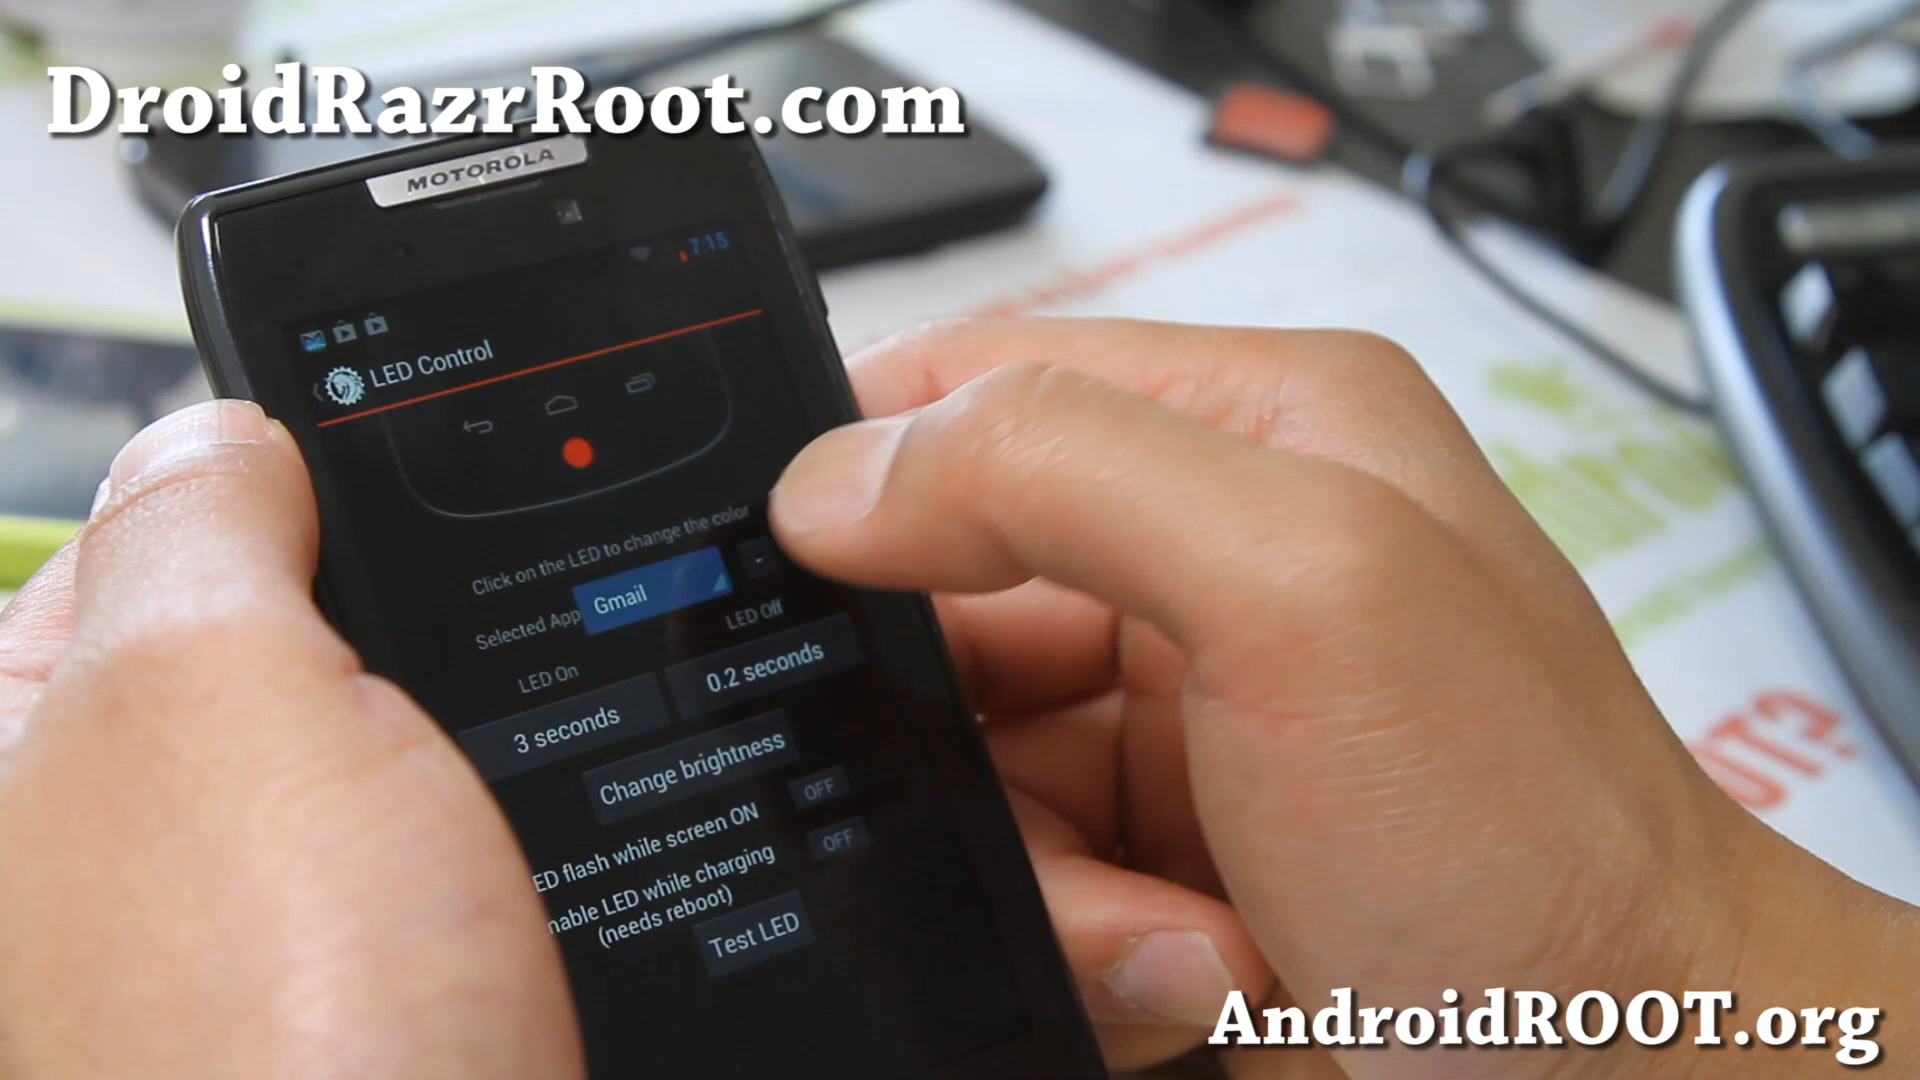 DroidRazrRoot.com
MOTOROLA
7:15
LED Control
Click on the LED to change the color
Selected App Gmail -
LED On LED Off
3 seconds 0.2 seconds
Change brightness
ED flash while screen ON OFF
nable LED while charging OFF
(needs reboot)
Test LED
AndroidROOT.org